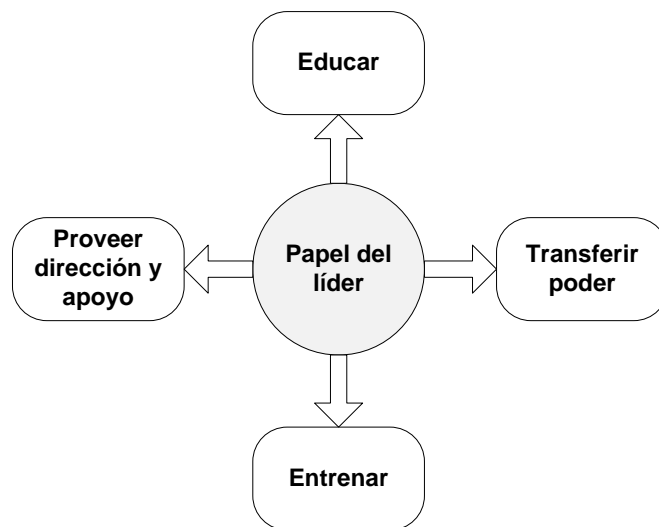 Educar
Proveer
dirección y
apoyo
Papel del
líder
Transferir
poder
Entrenar